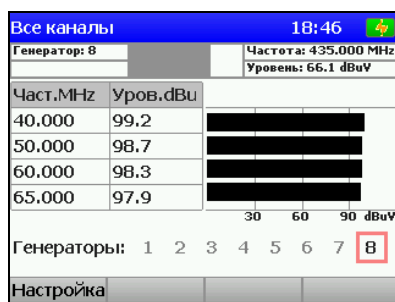 Все каналы 18:46
Генератор: 8 Частота: 435.000 MHz
Уровень: 66.1 dBuV
Част.MHz Уров.dBu
40.000 99.2
50.000 98.7
60.000 98.3
65.000 97.9
30 60 90 dBuV
Генераторы: 1 2 3 4 5 6 7 8
Настройка